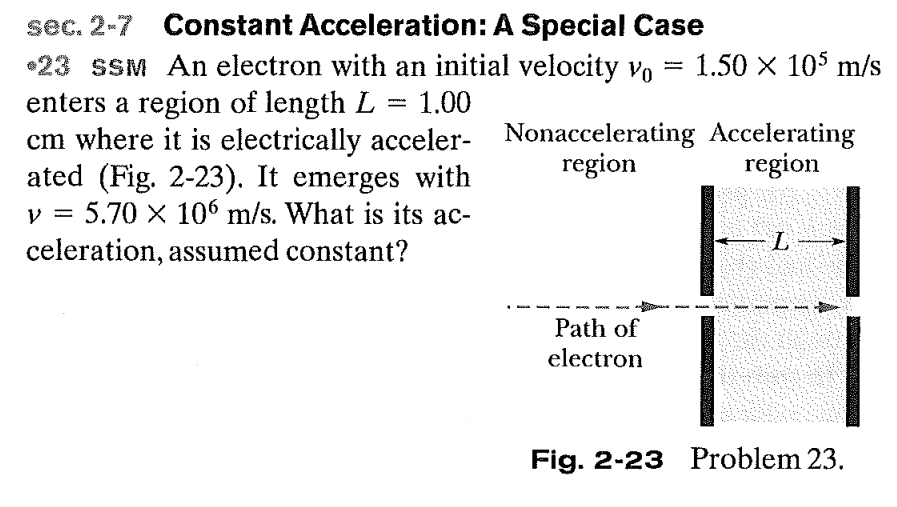 sec. 2-7 Constant Acceleration: A Special Case
•23 SSM An electron with an initial velocity v₀ = 1.50 × 10⁵ m/s
enters a region of length L = 1.00
cm where it is electrically acceler-
ated (Fig. 2-23). It emerges with
v = 5.70 × 10⁶ m/s. What is its ac-
celeration, assumed constant?
Nonaccelerating region
Accelerating region
L
Path of
electron
Fig. 2-23 Problem 23.